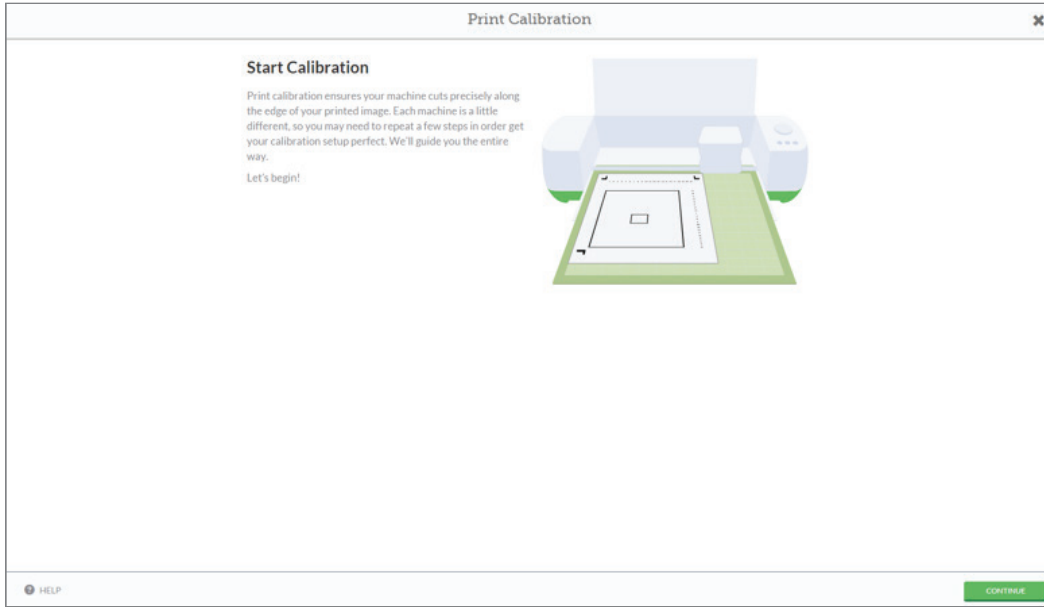 Print Calibration
Start Calibration
Print calibration ensures your machine cuts precisely along
the edge of your printed image. Each machine is a little
different, so you may need to repeat a few steps in order get
your calibration setup perfect. We'll guide you the entire
way.
Let's begin!
HELP
CONTINUE